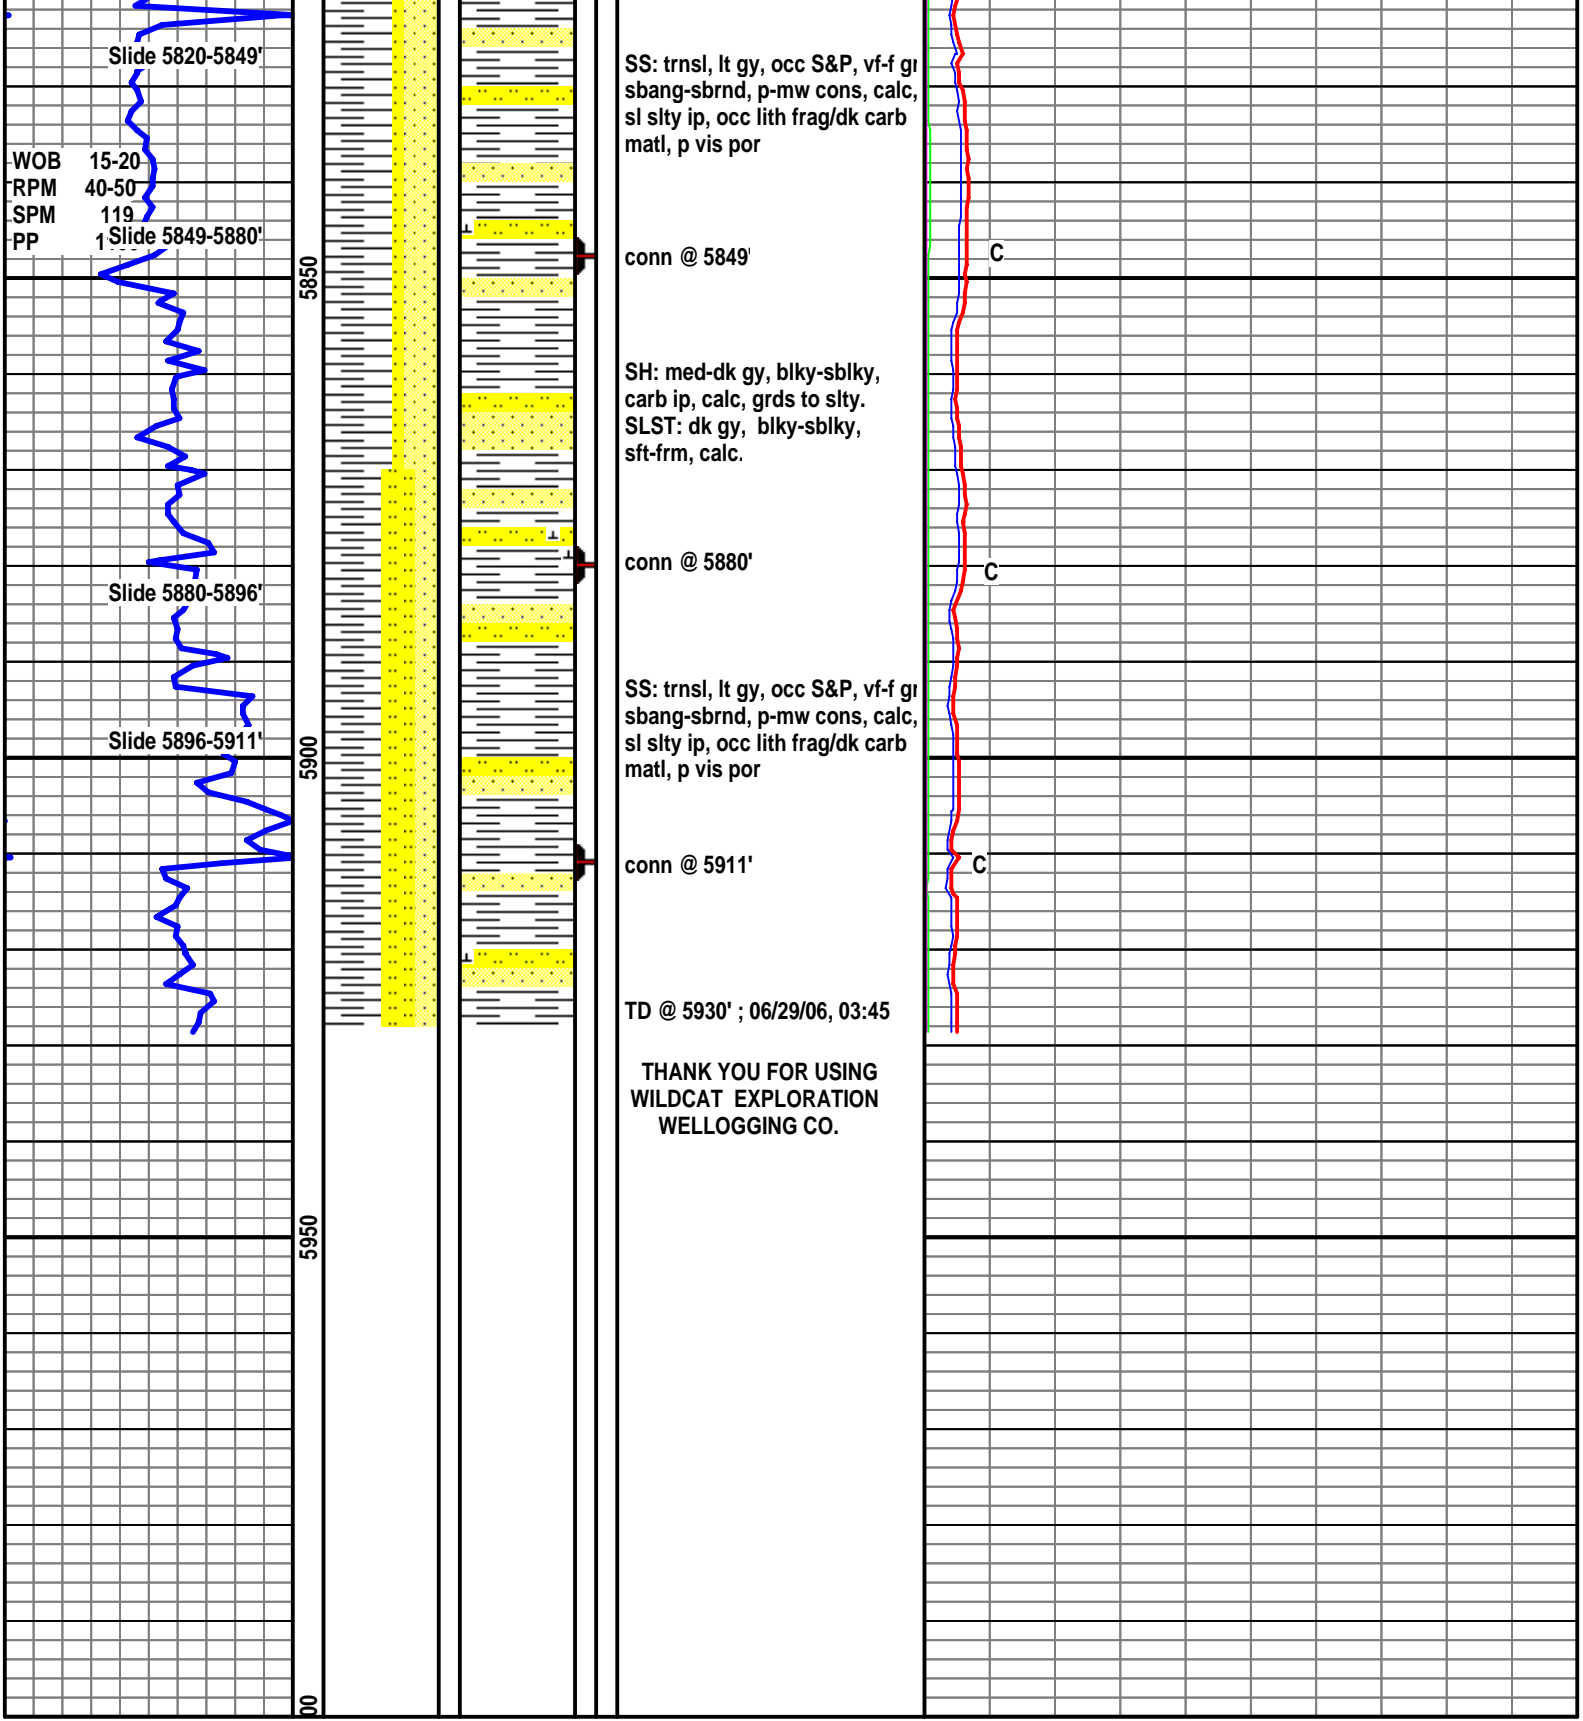 Slide 5820-5849'
WOB 15-20
RPM 40-50
SPM 119
PP
Slide 5849-5880'
5850
Slide 5880-5896'
Slide 5896-5911'
5900
5950
00
SS: trnsl, lt gy, occ S&P, vf-f gr
sbang-sbrnd, p-mw cons, calc,
sl slty ip, occ lith frag/dk carb
matl, p vis por
conn @ 5849'
SH: med-dk gy, blky-sblky,
carb ip, calc, grds to slty.
SLST: dk gy, blky-sblky,
sft-frm, calc.
conn @ 5880'
SS: trnsl, lt gy, occ S&P, vf-f gr
sbang-sbrnd, p-mw cons, calc,
sl slty ip, occ lith frag/dk carb
matl, p vis por
conn @ 5911'
TD @ 5930' ; 06/29/06, 03:45
THANK YOU FOR USING
WILDCAT EXPLORATION
WELLOGGING CO.
C
C
C